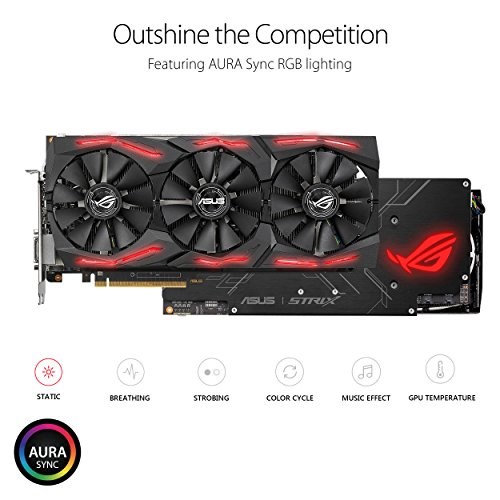 Outshine the Competition
Featuring AURA Sync RGB lighting
ASUS
ASUS STRIX
STATIC
BREATHING
STROBING
COLOR CYCLE
MUSIC EFFECT
GPU TEMPERATURE
AURA
SYNC